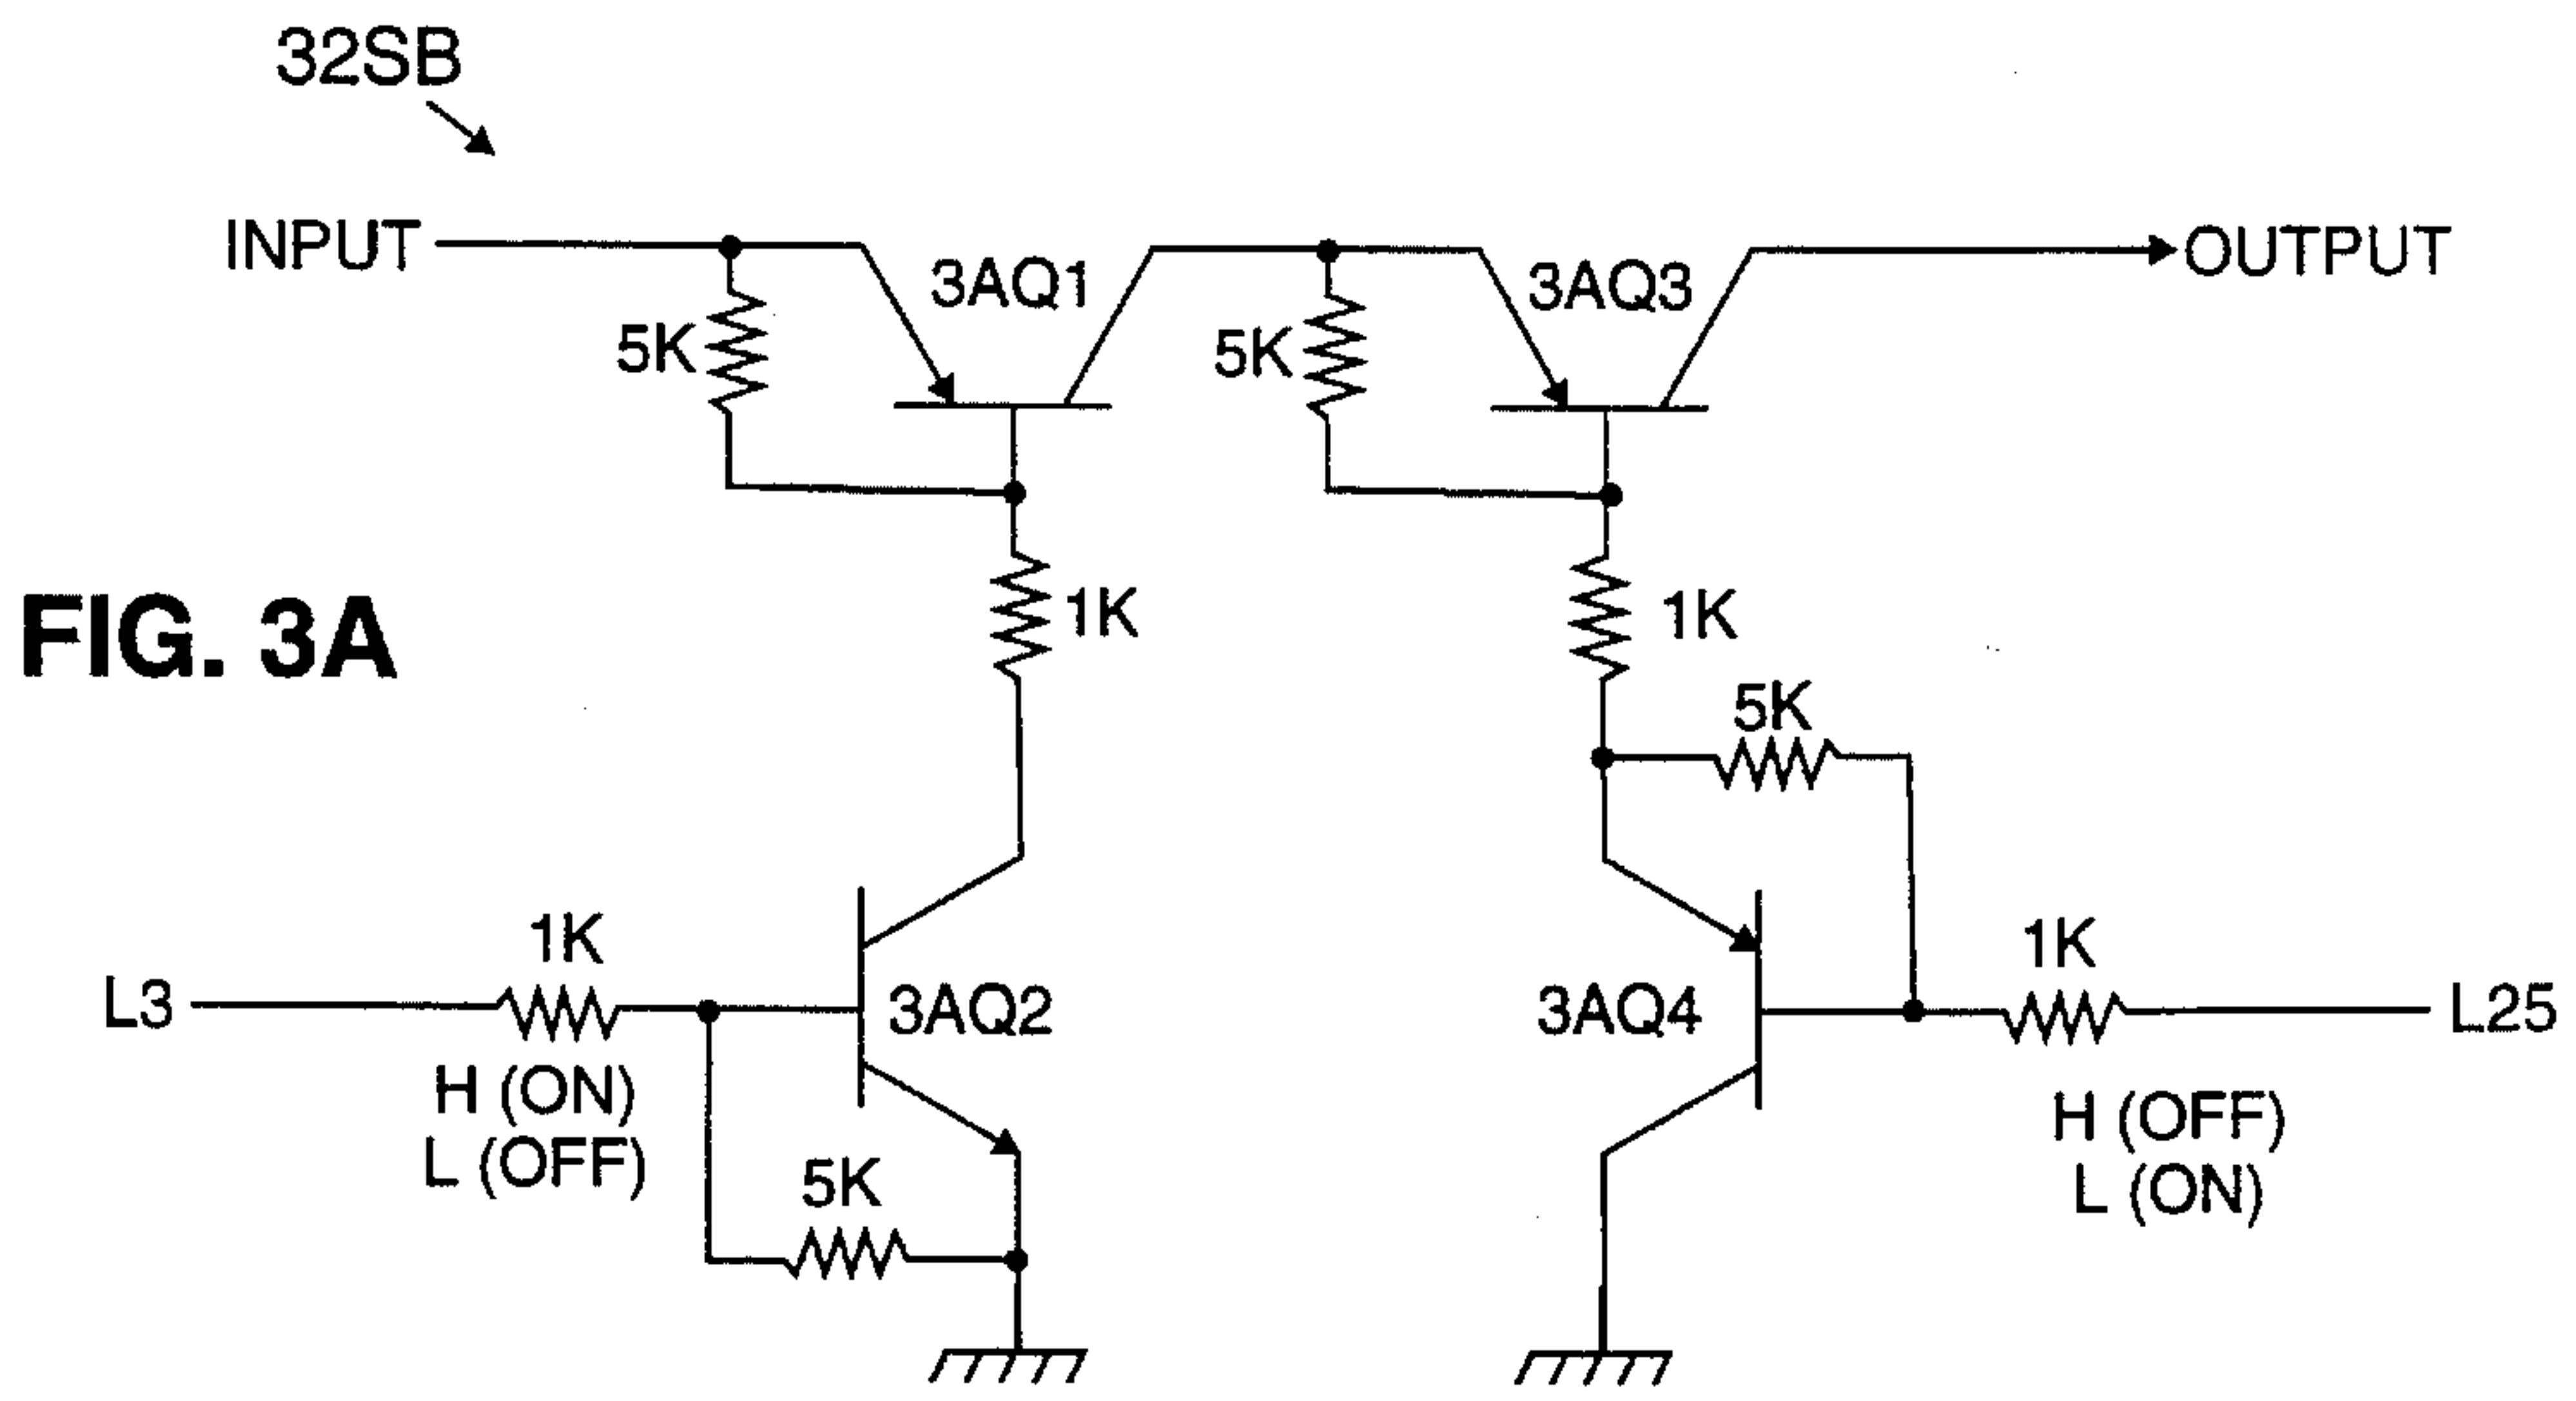 32SB
INPUT
3AQ1
3AQ3
OUTPUT
5K
5K
FIG. 3A
1K
1K
5K
1K
1K
L3
3AQ2
3AQ4
L25
H (ON)
L (OFF)
H (OFF)
L (ON)
5K